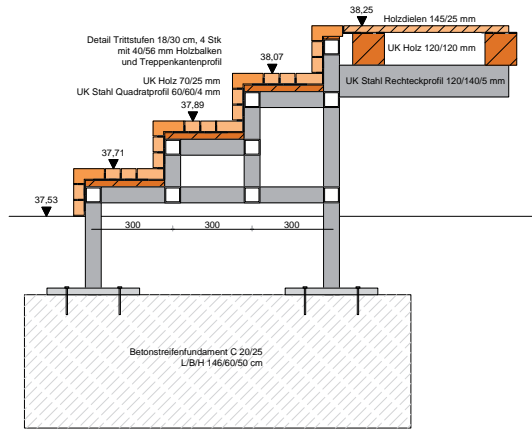 38,25
Holzdielen 145/25 mm
Detail Trittstufen 18/30 cm, 4 Stk
mit 40/56 mm Holzbalken
und Treppenkantenprofil
38,07
UK Holz 120/120 mm
UK Holz 70/25 mm
UK Stahl Quadratprofil 60/60/4 mm
UK Stahl Rechteckprofil 120/140/5 mm
37,89
37,71
37,53
300
300
300
Betonstreifenfundament C 20/25
L/B/H 146/60/50 cm